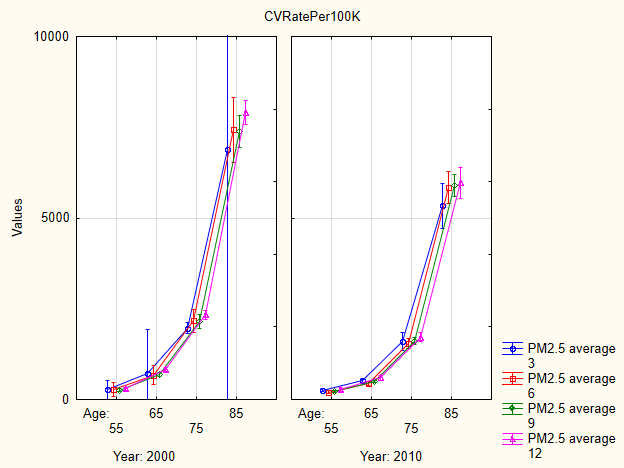 CVRatePer100K
10000
5000
0
Values
Age:
55
65
75
85
Year: 2000
Age:
55
65
75
85
Year: 2010
PM2.5 average
3
PM2.5 average
6
PM2.5 average
9
PM2.5 average
12